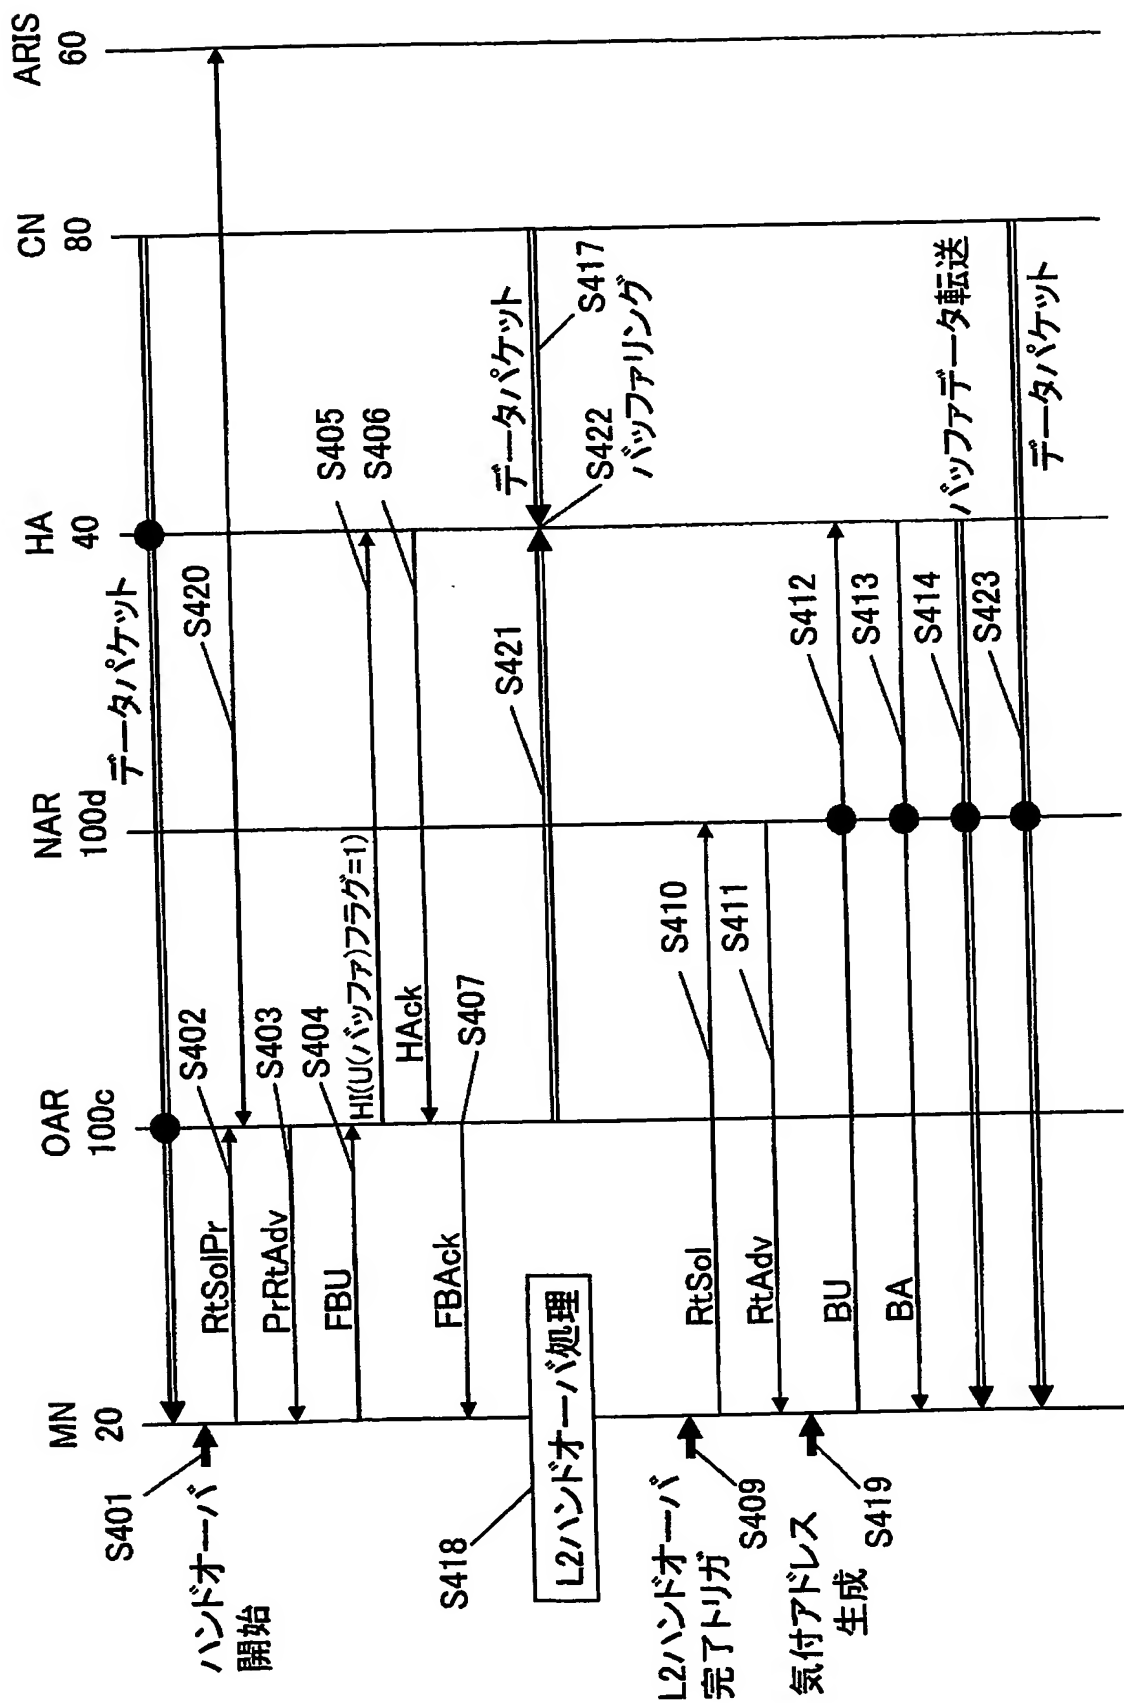 MN
20
OAR
100c
NAR
100d
HA
40
CN
80
ARIS
60
データパケット
S401
ハンドオーバ
開始
RtSolPr
S402
S420
PrRtAdv
S403
FBU
S404
HI(U(バッファ)フラグ=1)
S405
HAck
S406
FBAck
S407
S418
L2ハンドオーバ処理
S421
データパケット
S417
S422
バッファリング
L2ハンドオーバ
完了トリガ
S409
RtSol
S410
RtAdv
S411
気付アドレス
生成
S419
BU
S412
BA
S413
S414
バッファデータ転送
S423
データパケット